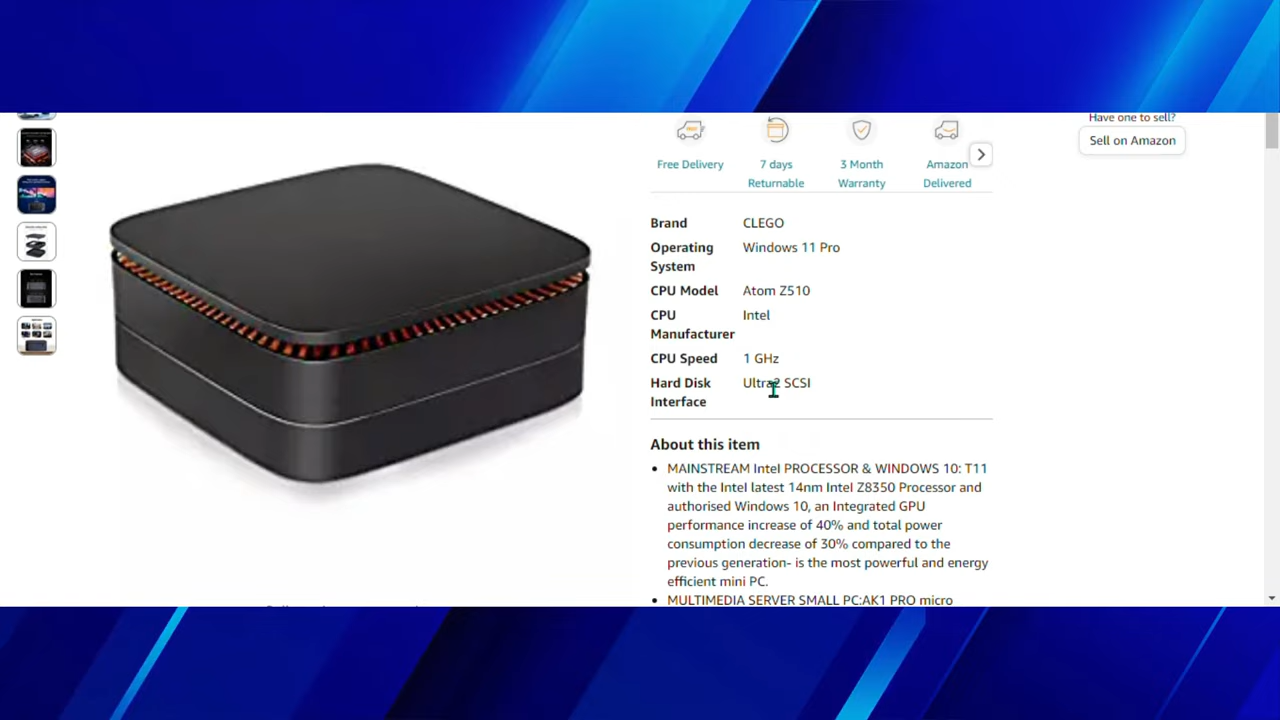 Have one to sell?
Sell on Amazon
Free Delivery
7 days
Returnable
3 Month
Warranty
Amazon
Delivered
Brand CLEGO
Operating System Windows 11 Pro
CPU Model Atom Z510
CPU Manufacturer Intel
CPU Speed 1 GHz
Hard Disk Interface Ultra2 SCSI
About this item
MAINSTREAM Intel PROCESSOR & WINDOWS 10: T11
with the Intel latest 14nm Intel Z8350 Processor and
authorised Windows 10, an Integrated GPU
performance increase of 40% and total power
consumption decrease of 30% compared to the
previous generation- is the most powerful and energy
efficient mini PC.
MULTIMEDIA SERVER SMALL PC:AK1 PRO micro